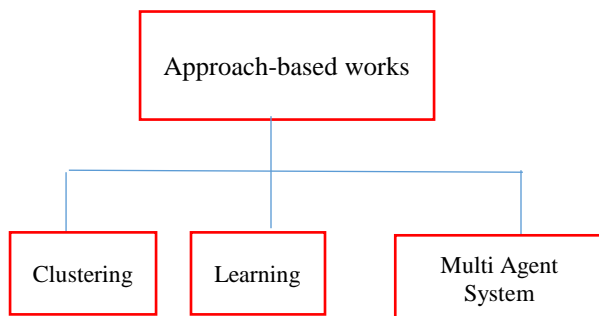 Approach-based works
Clustering
Learning
Multi Agent
System